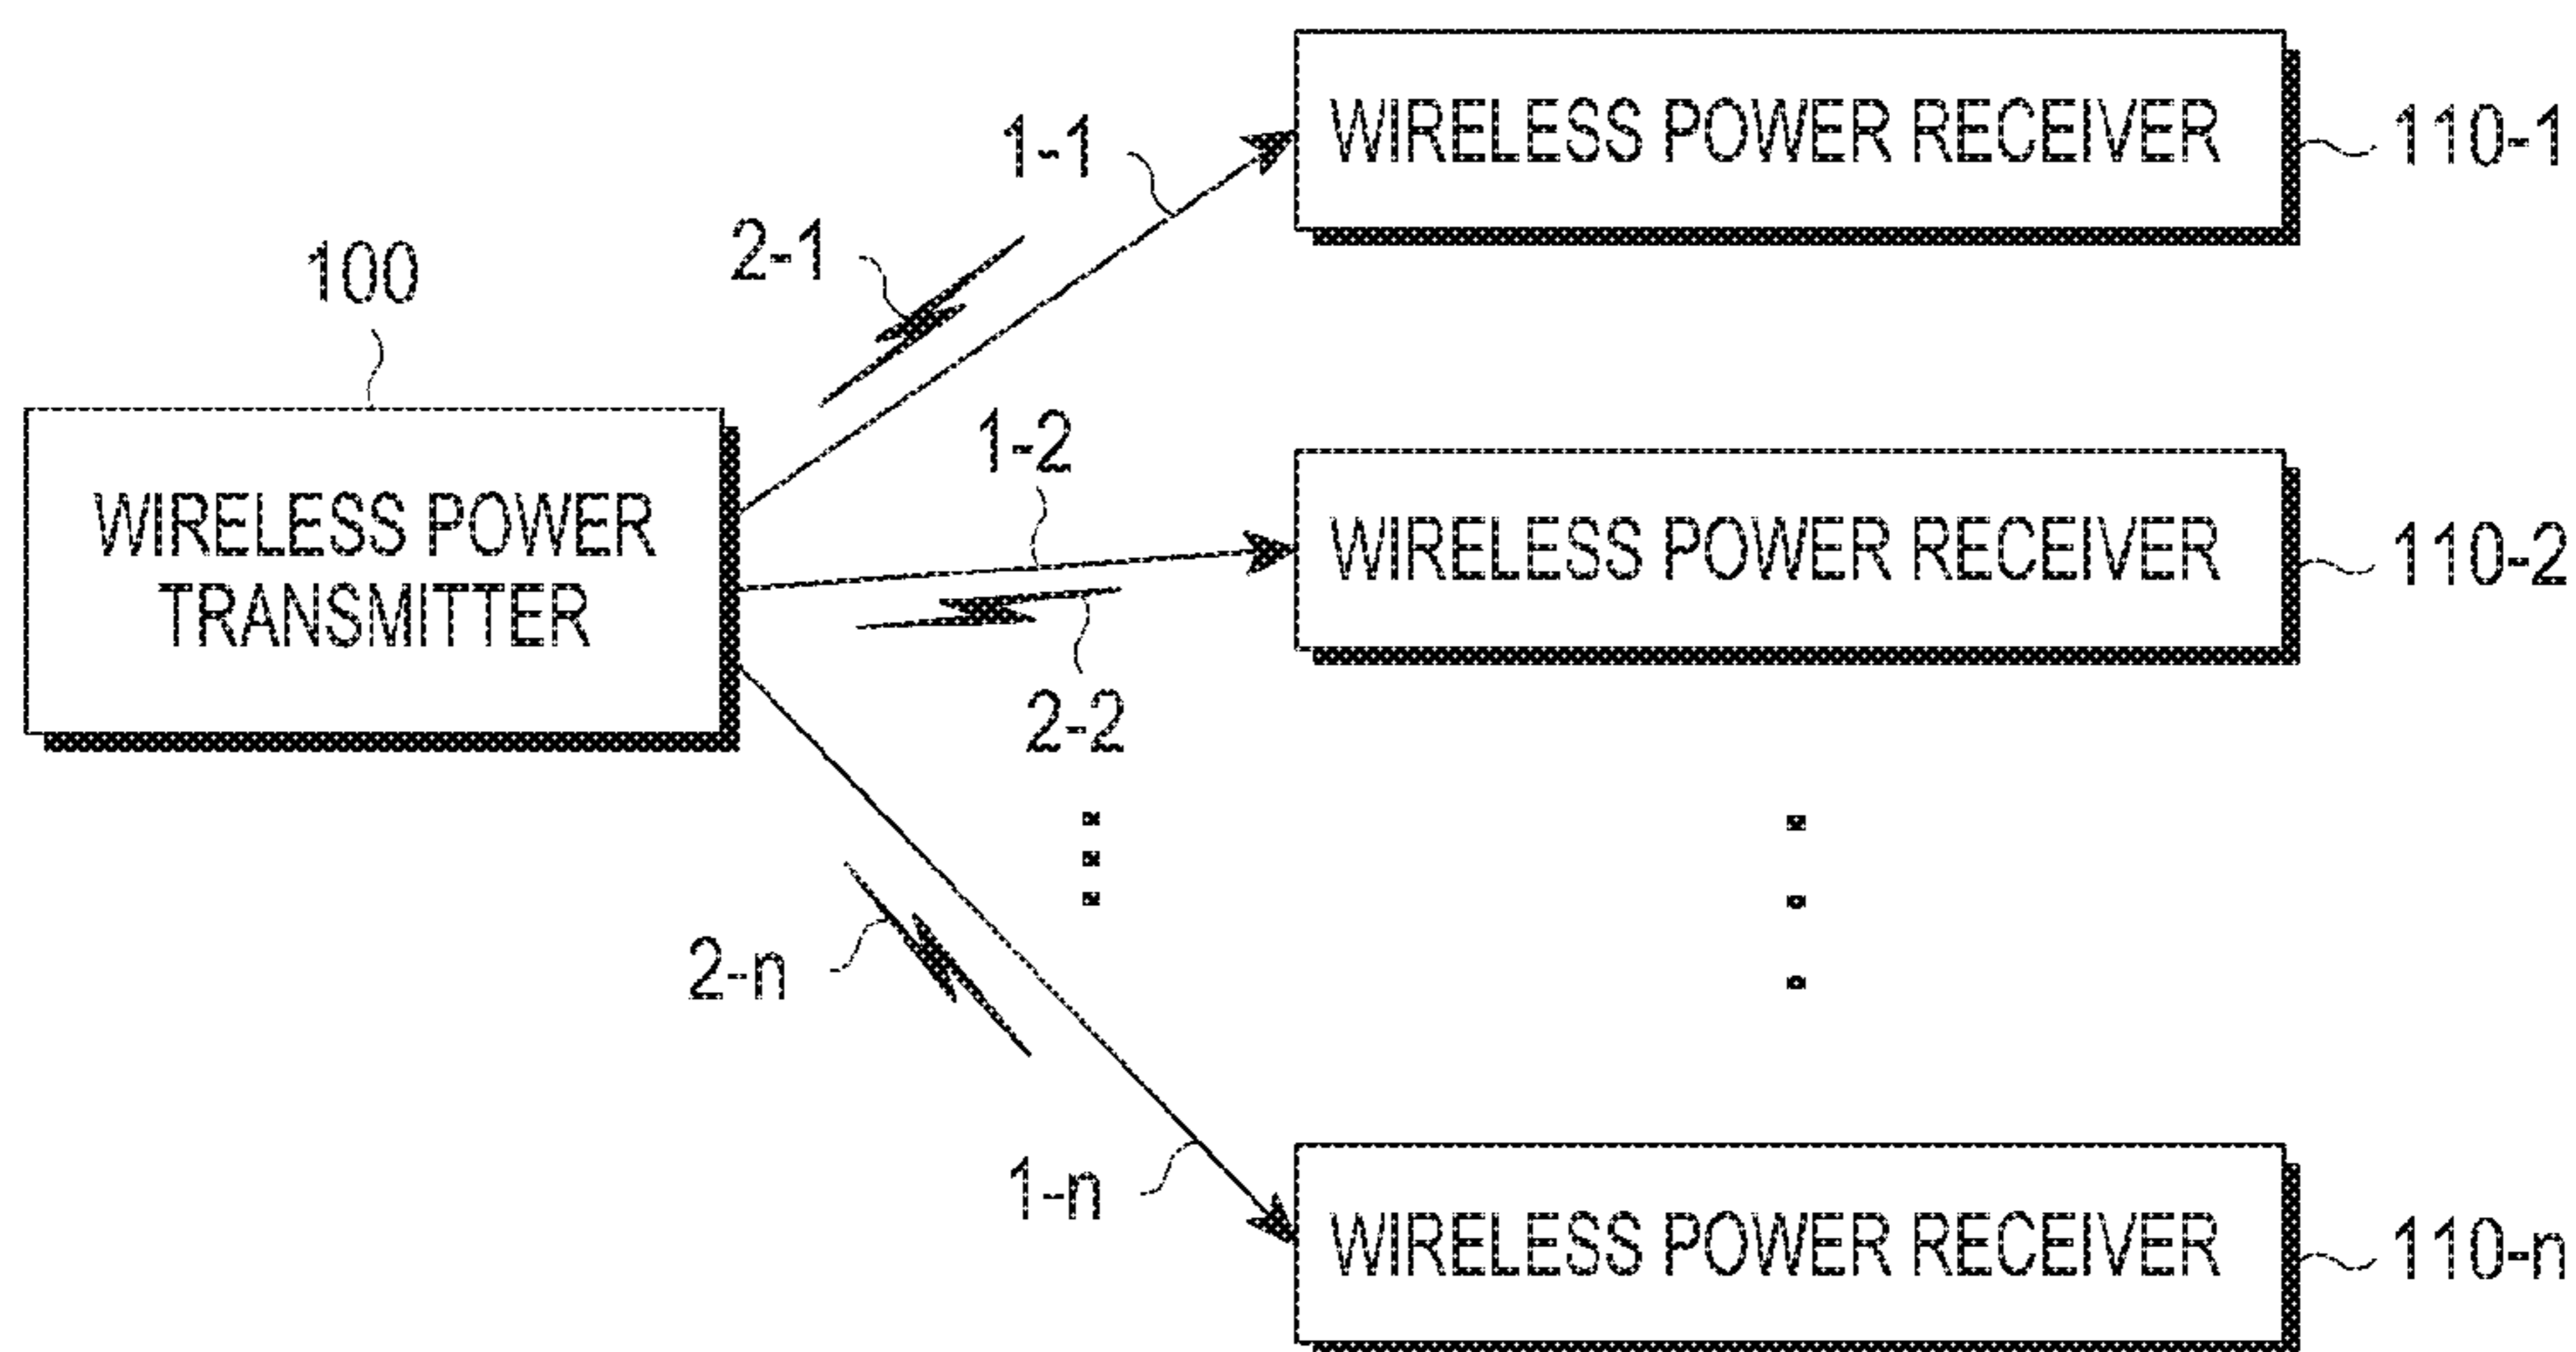 1-1
WIRELESS POWER RECEIVER
110-1
2-1
100
1-2
WIRELESS POWER
TRANSMITTER
WIRELESS POWER RECEIVER
110-2
2-2
2-n
1-n
WIRELESS POWER RECEIVER
110-n